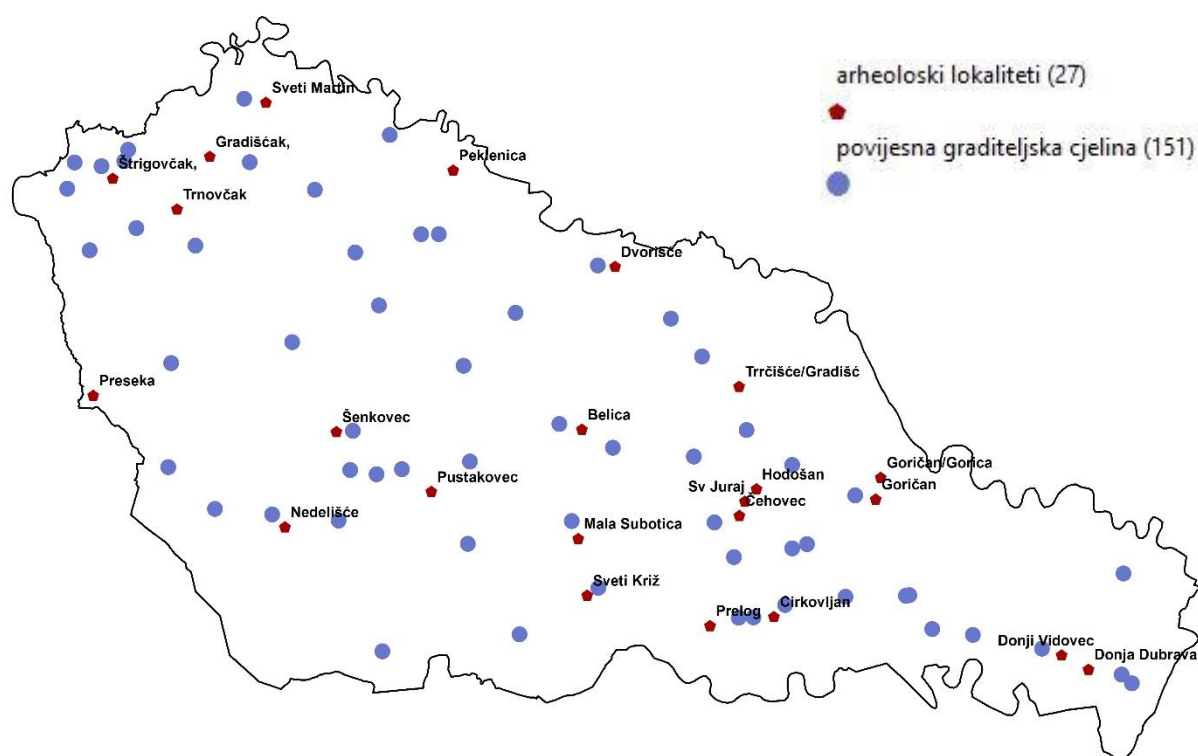 arheoloski lokaliteti (27)
povijesna graditeljska cjelina (151)
Sveti Martin
Gradišćak,
Štrigovčak,
Peklenica
Trnovčak
Dvorišće
Trrčišće/Gradišć
Preseka
Šenkovec
Belica
Goričan/Gorica
Pustakovec
Hodošan
Sv Juraj
Goričan
Čehovec
Nedelišće
Mala Subotica
Sveti Križ
Prelog
Cirkovljan
Donji Vidovec
Donja Dubrava